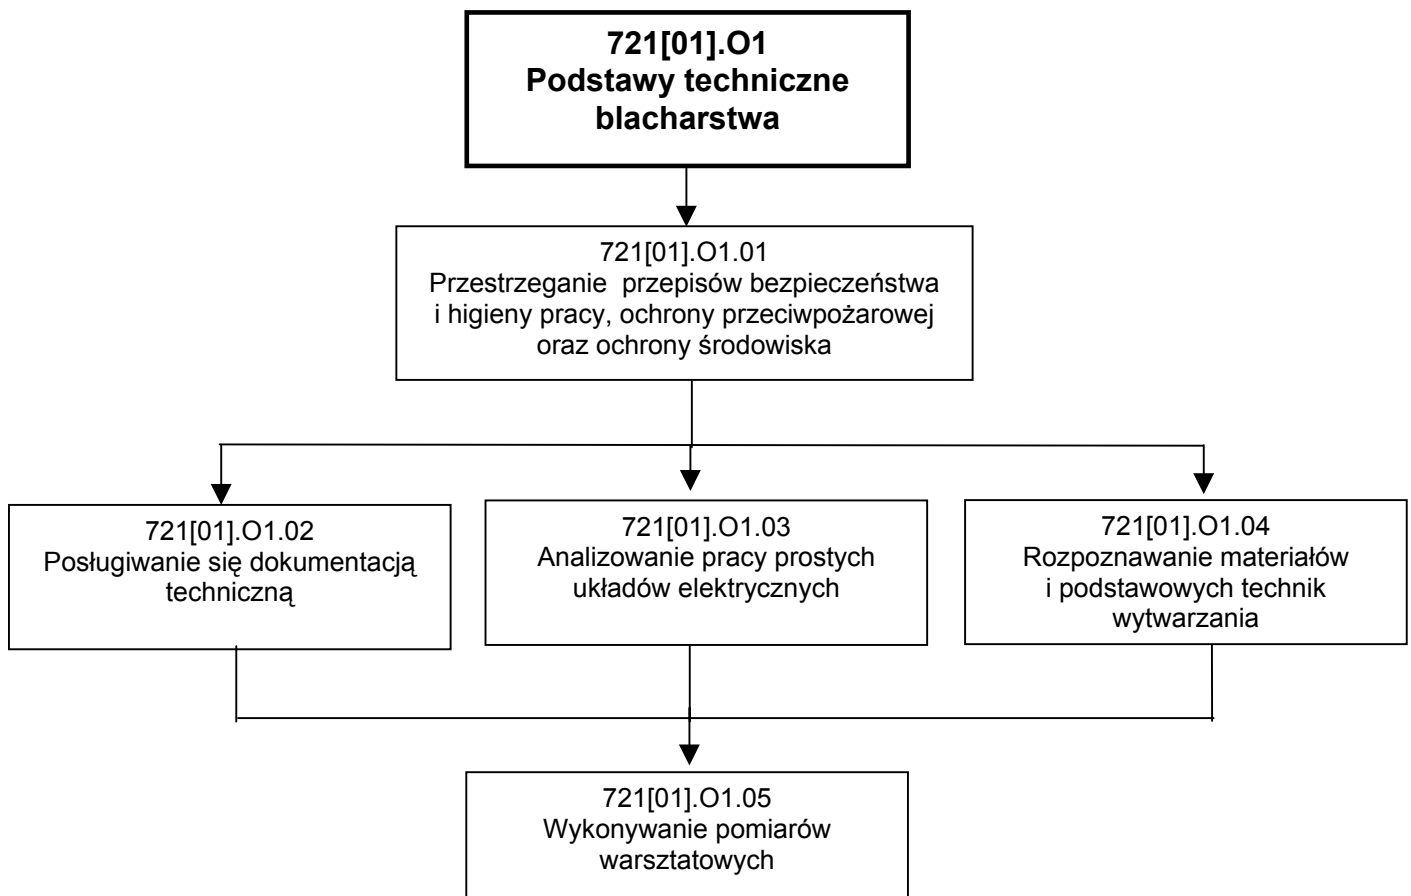 721[01].O1
Podstawy techniczne
blacharstwa
721[01].O1.01
Przestrzeganie przepisów bezpieczeństwa
i higieny pracy, ochrony przeciwpożarowej
oraz ochrony środowiska
721[01].O1.02
Posługiwanie się dokumentacją
techniczną
721[01].O1.03
Analizowanie pracy prostych
układów elektrycznych
721[01].O1.04
Rozpoznawanie materiałów
i podstawowych technik
wytwarzania
721[01].O1.05
Wykonywanie pomiarów
warsztatowych